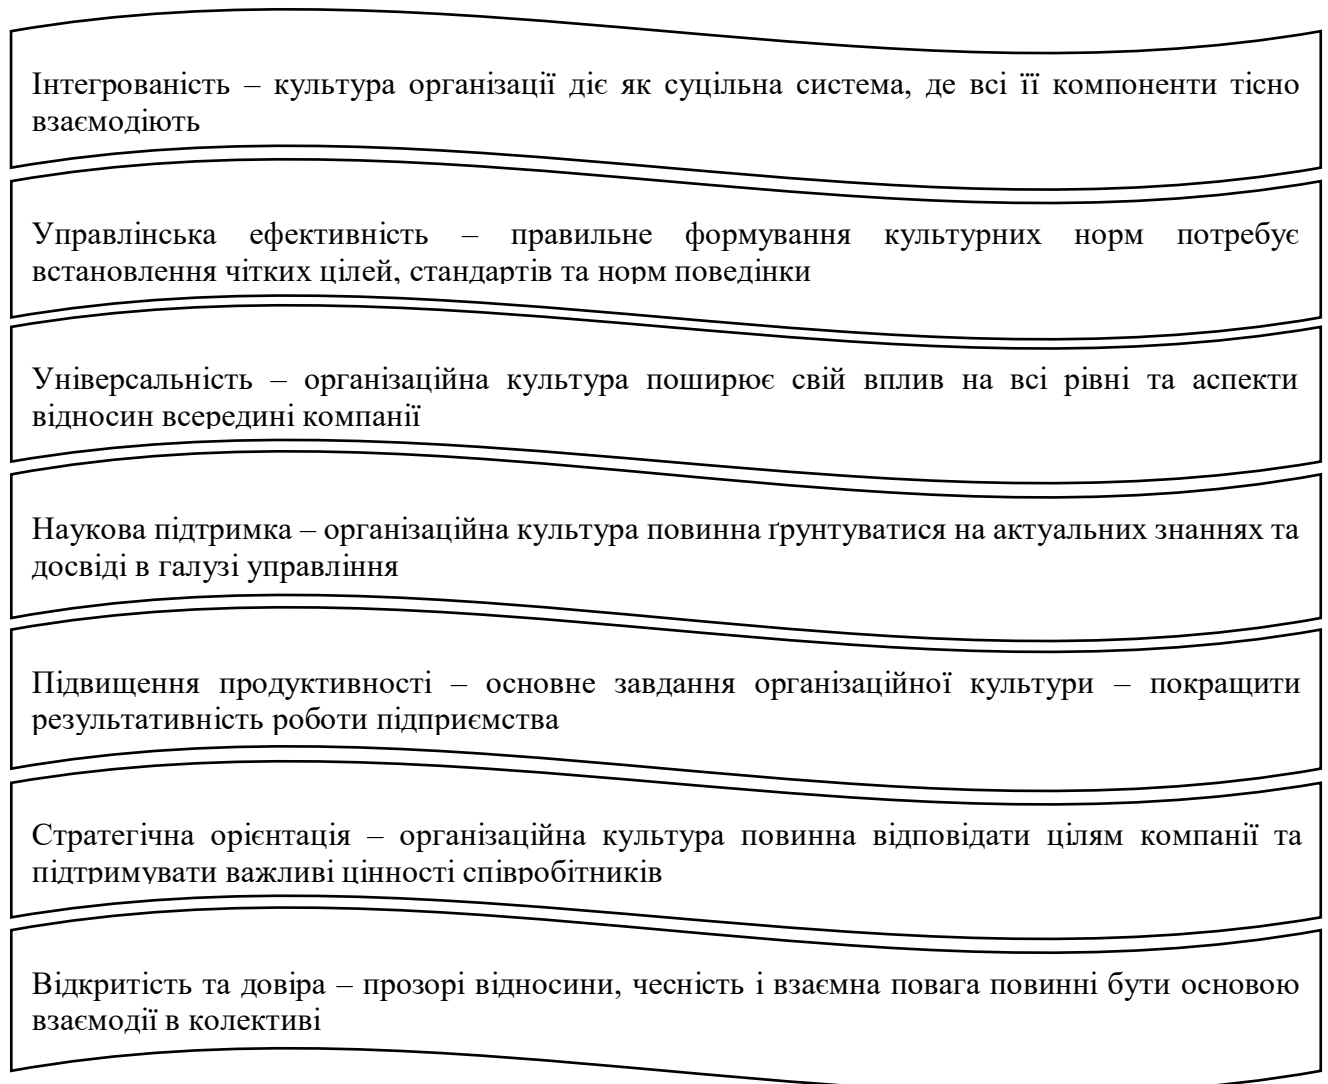 Інтегрованість – культура організації діє як суцільна система, де всі її компоненти тісно
взаємодіють
Управлінська ефективність – правильне формування культурних норм потребує
встановлення чітких цілей, стандартів та норм поведінки
Універсальність – організаційна культура поширює свій вплив на всі рівні та аспекти
відносин всередині компанії
Наукова підтримка – організаційна культура повинна ґрунтуватися на актуальних знаннях та
досвіді в галузі управління
Підвищення продуктивності – основне завдання організаційної культури – покращити
результативність роботи підприємства
Стратегічна орієнтація – організаційна культура повинна відповідати цілям компанії та
підтримувати важливі цінності співробітників
Відкритість та довіра – прозорі відносини, чесність і взаємна повага повинні бути основою
взаємодії в колективі